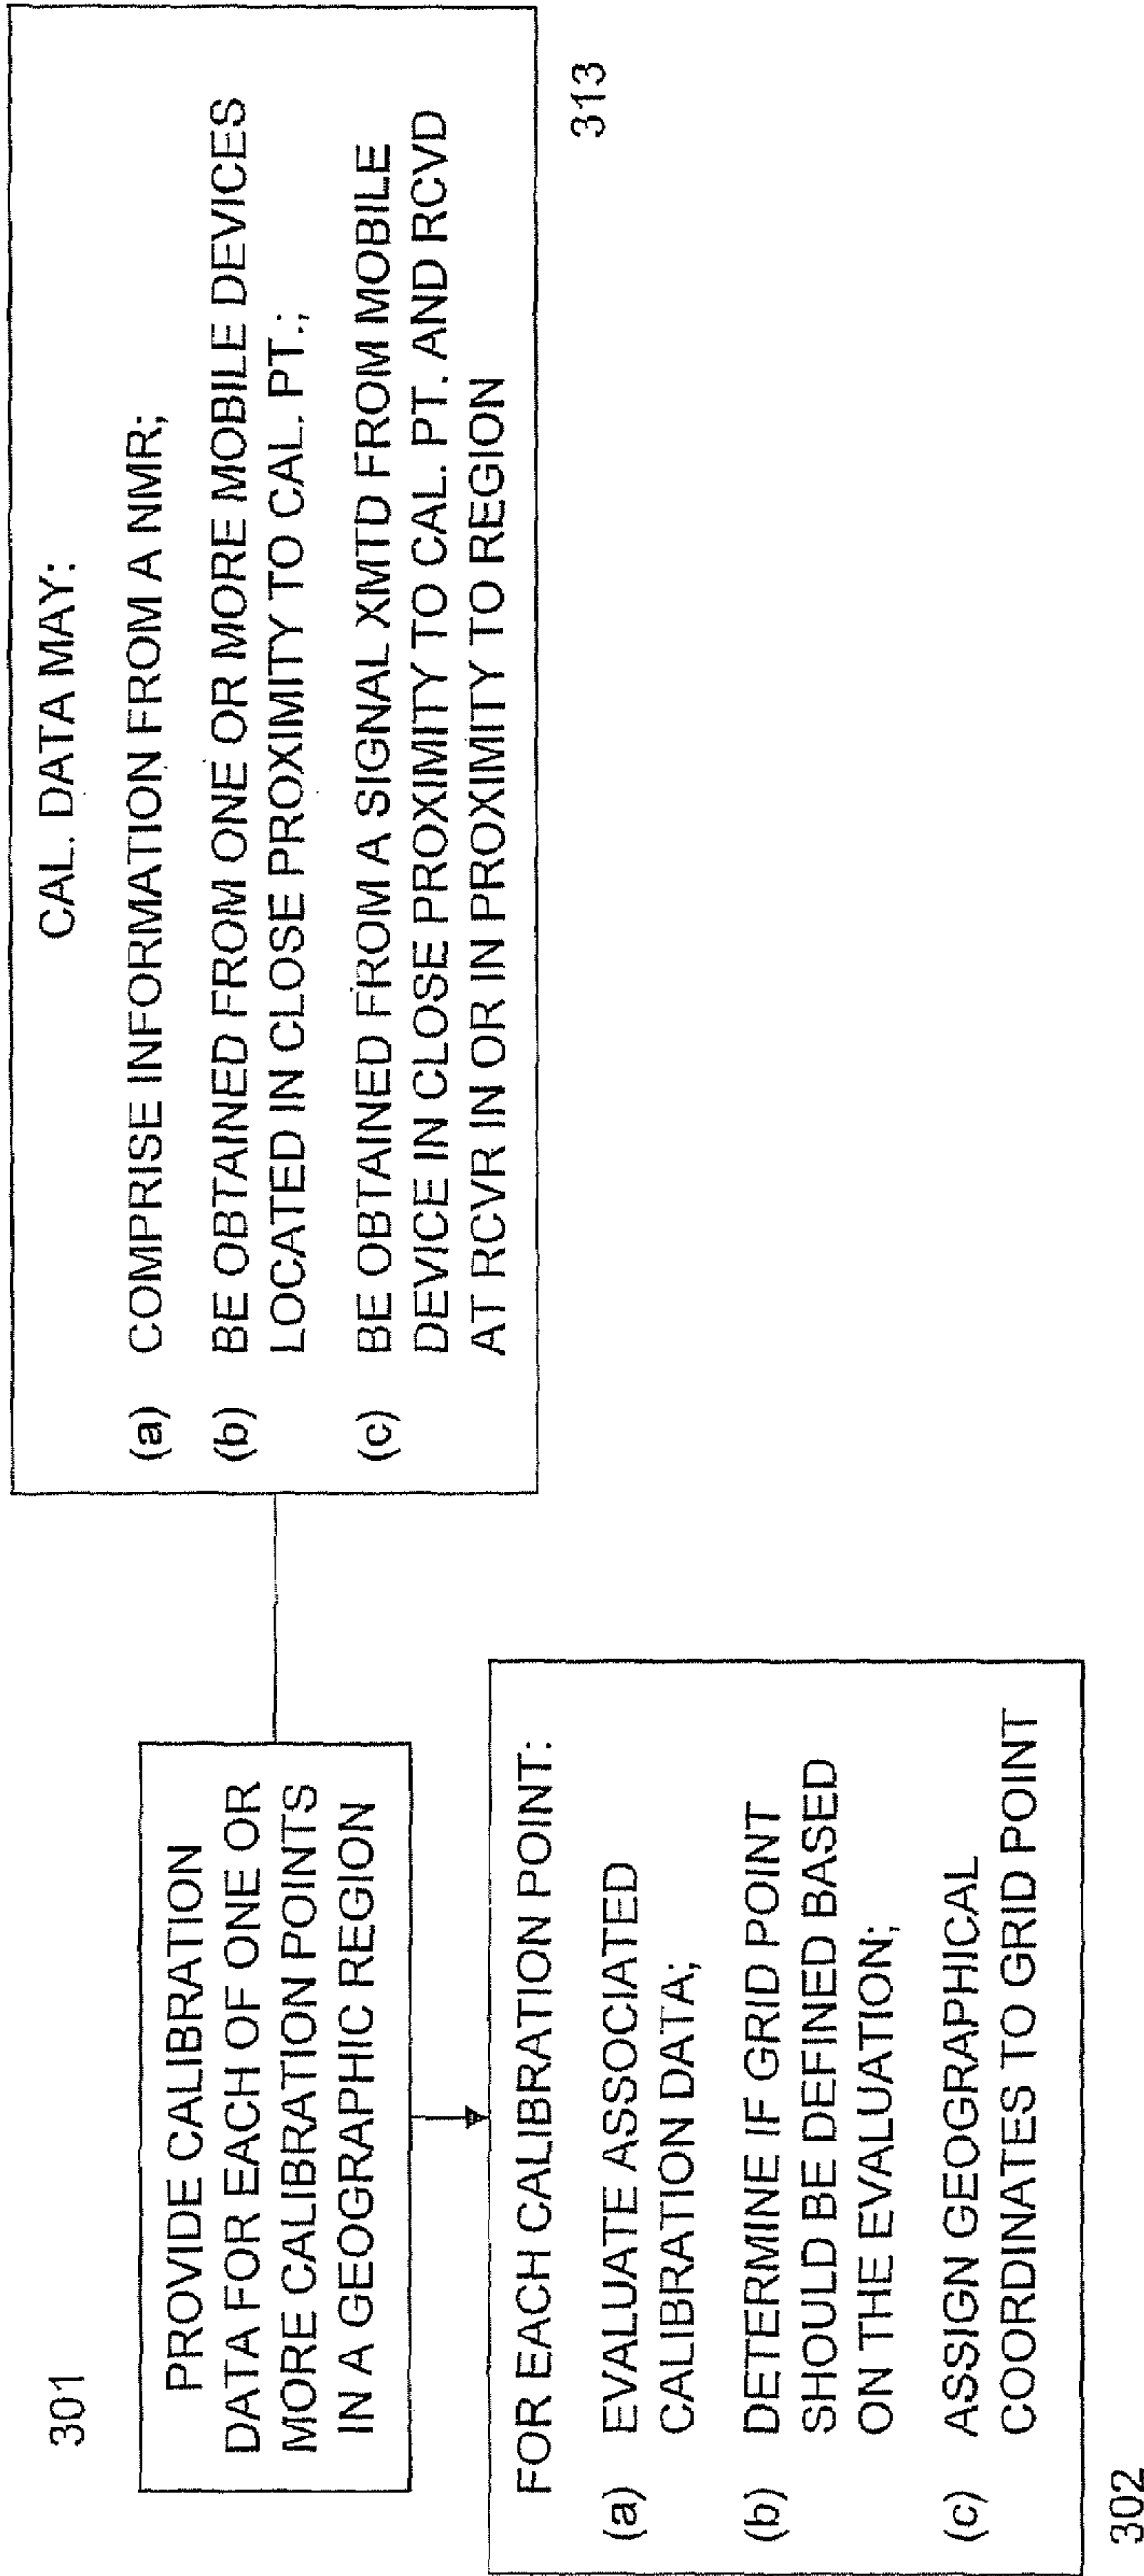 301
PROVIDE CALIBRATION
DATA FOR EACH OF ONE OR
MORE CALIBRATION POINTS
IN A GEOGRAPHIC REGION
CAL. DATA MAY:
(a) COMPRISE INFORMATION FROM A NMR;
(b) BE OBTAINED FROM ONE OR MORE MOBILE DEVICES
LOCATED IN CLOSE PROXIMITY TO CAL. PT.;
(c) BE OBTAINED FROM A SIGNAL XMTD FROM MOBILE
DEVICE IN CLOSE PROXIMITY TO CAL. PT. AND RCVD
AT RCVR IN OR IN PROXIMITY TO REGION
313
FOR EACH CALIBRATION POINT:
(a) EVALUATE ASSOCIATED
CALIBRATION DATA;
(b) DETERMINE IF GRID POINT
SHOULD BE DEFINED BASED
ON THE EVALUATION;
(c) ASSIGN GEOGRAPHICAL
COORDINATES TO GRID POINT
302